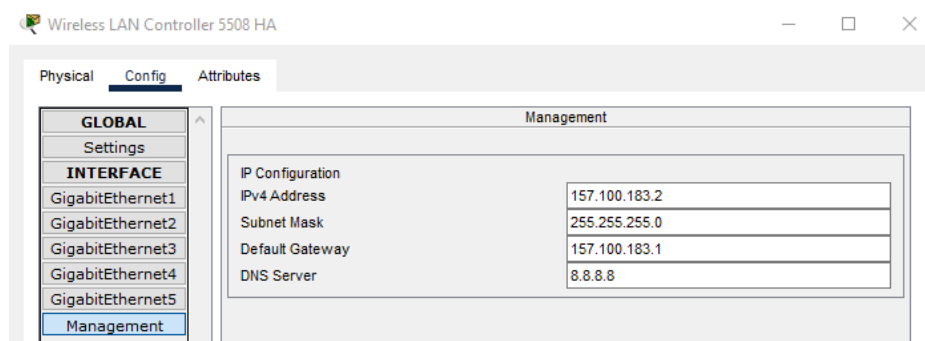 Wireless LAN Controller 5508 HA
Physical Config Attributes
GLOBAL
Settings
INTERFACE
GigabitEthernet1
GigabitEthernet2
GigabitEthernet3
GigabitEthernet4
GigabitEthernet5
Management
Management
IP Configuration
IPv4 Address 157.100.183.2
Subnet Mask 255.255.255.0
Default Gateway 157.100.183.1
DNS Server 8.8.8.8